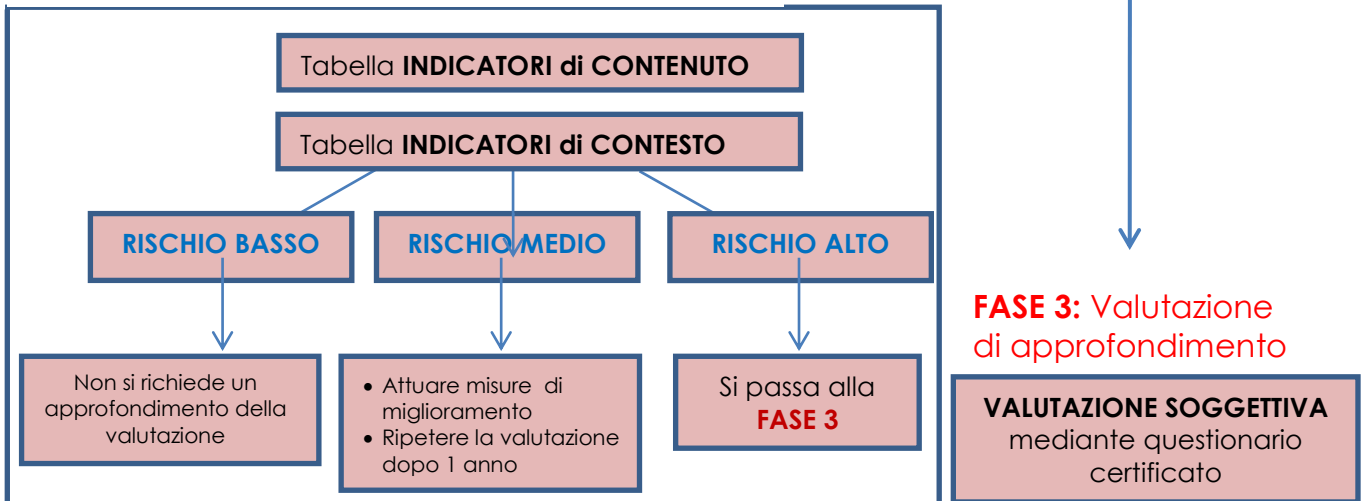 Tabella INDICATORI di CONTENUTO
Tabella INDICATORI di CONTESTO
RISCHIO BASSO
RISCHIO MEDIO
RISCHIO ALTO
Non si richiede un
approfondimento della
valutazione
• Attuare misure di
miglioramento
• Ripetere la valutazione
dopo 1 anno
Si passa alla
FASE 3
FASE 3: Valutazione
di approfondimento
VALUTAZIONE SOGGETTIVA
mediante questionario
certificato